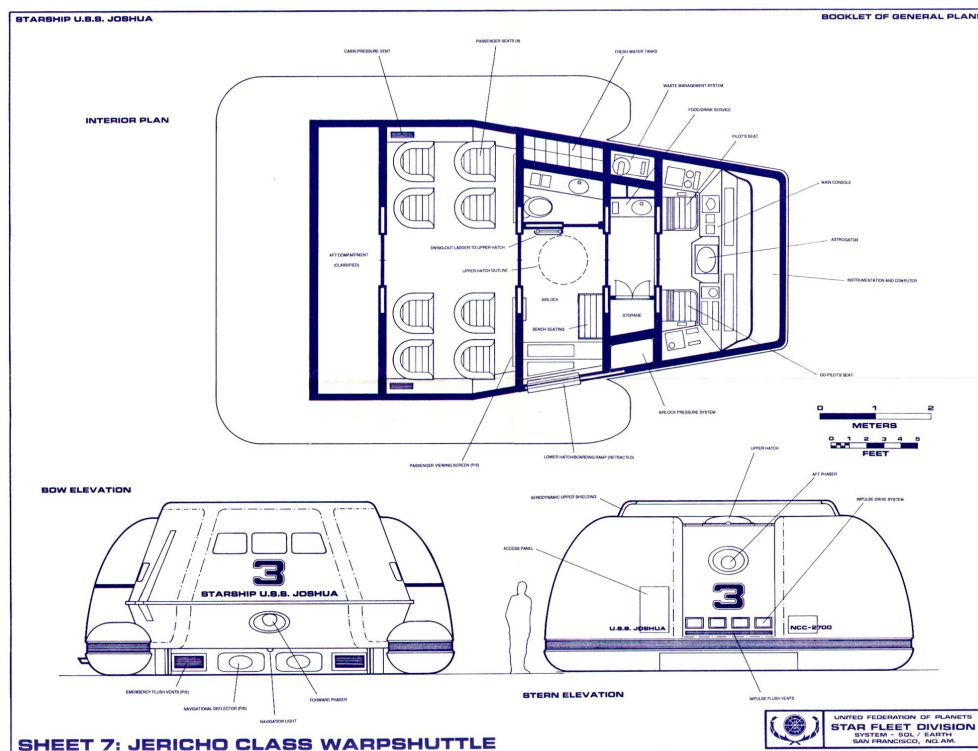 STARSHIP U.S.S. JOSHUA
BOOKLET OF GENERAL PLANS
INTERIOR PLAN
CABIN PRESSURE VENT
PASSENGER SEATS (8)
FRESH-WATER TANKS
WASTE MANAGEMENT SYSTEM
FOOD/DRINK SERVICE
PILOT'S SEAT
MAIN CONSOLE
ASTROGATOR
INSTRUMENTATION AND COMPUTER
AFT COMPARTMENT
(CLASSIFIED)
SWING-OUT LADDER TO UPPER HATCH
UPPER HATCH OUTLINE
AIRLOCK
BENCH SEATING
STORAGE
CO-PILOT'S SEAT
AIRLOCK PRESSURE SYSTEM
LOWER HATCH/BOARDING RAMP (RETRACTED)
PASSENGER VIEWING SCREEN (P/S)
0 1 2
METERS
0 1 2 3 4 5
FEET
BOW ELEVATION
3
STARSHIP U.S.S. JOSHUA
EMERGENCY FLUSH VENTS (P/S)
NAVIGATIONAL DEFLECTOR (P/S)
NAVIGATION LIGHT
FORWARD PHASER
AERODYNAMIC UPPER SHIELDING
UPPER HATCH
AFT PHASER
IMPULSE DRIVE SYSTEM
ACCESS PANEL
3
U.S.S. JOSHUA
NCC-2700
IMPULSE FLUSH VENTS
STERN ELEVATION
SHEET 7: JERICHO CLASS WARPSHUTTLE
UNITED FEDERATION OF PLANETS
STAR FLEET DIVISION
SYSTEM - SOL / EARTH
SAN FRANCISCO, NO. AM.